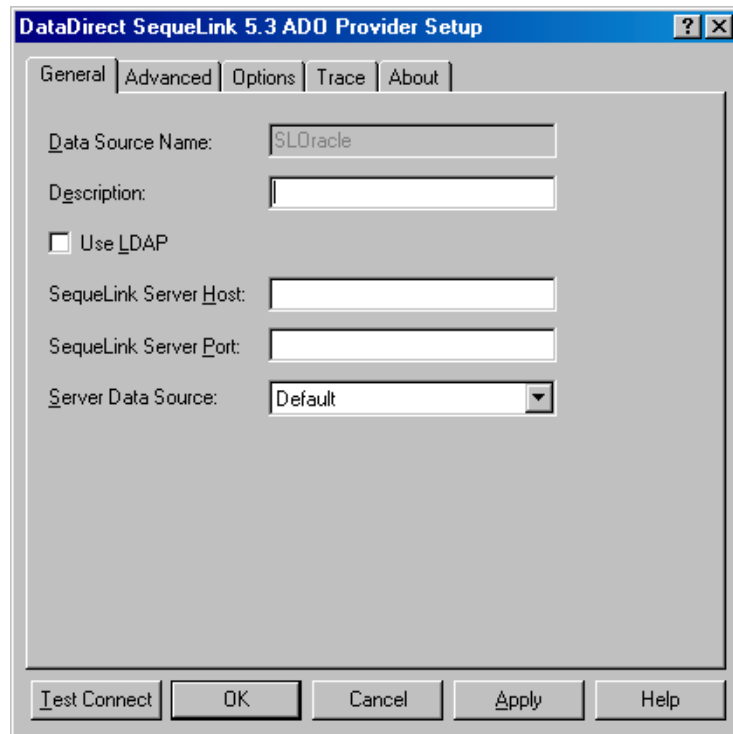 DataDirect SequeLink 5.3 ADO Provider Setup
General Advanced Options Trace About
Data Source Name: SLOracle
Description:
Use LDAP
SequeLink Server Host:
SequeLink Server Port:
Server Data Source: Default
Test Connect OK Cancel Apply Help